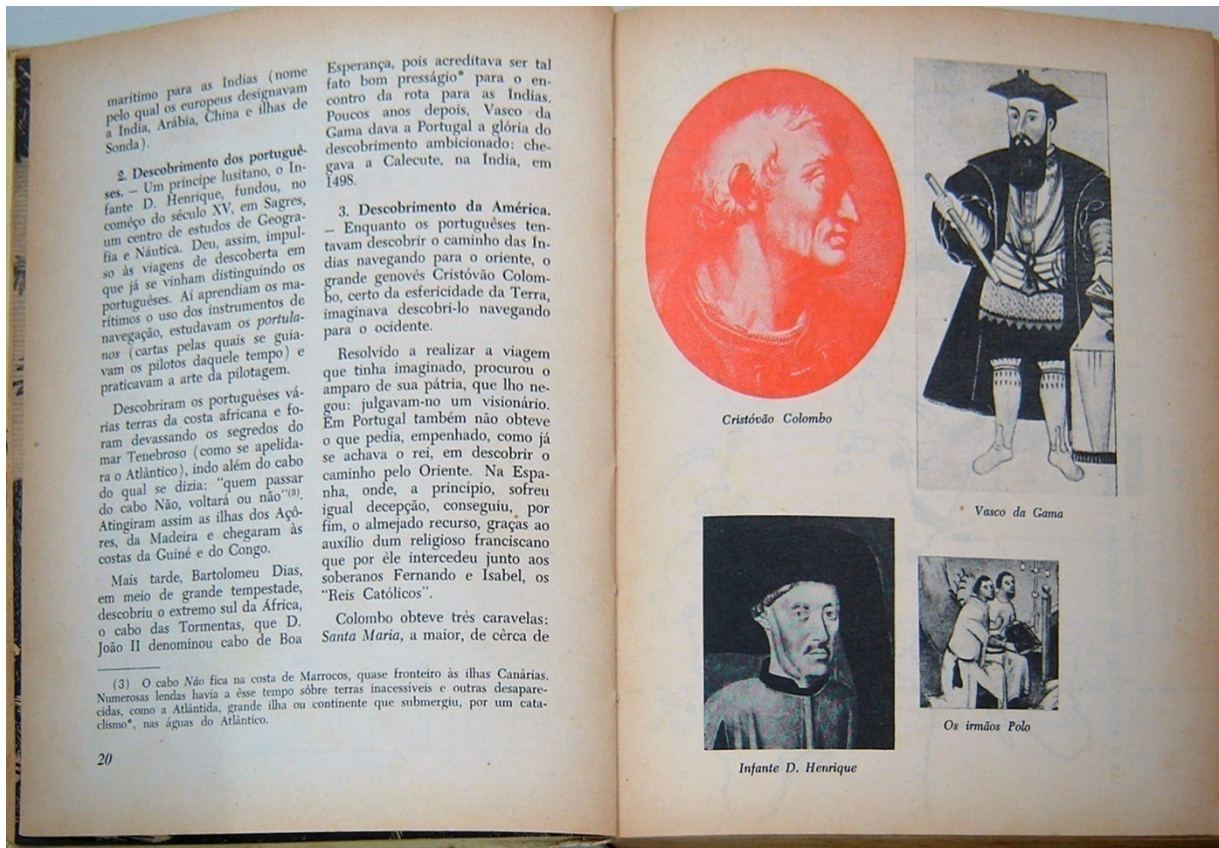 marítimo para as Índias (nome
pelo qual os europeus designavam
a Índia, Arábia, China e ilhas de
Sonda).
2. Descobrimento dos portuguê-
ses. — Um príncipe lusitano, o In-
fante D. Henrique, fundou, no
comêço do século XV, em Sagres,
um centro de estudos de Geogra-
fia e Náutica. Deu, assim, impul-
so às viagens de descoberta em
que já se vinham distinguindo os
portuguêses. Aí aprendiam os ma-
rítimos o uso dos instrumentos de
navegação, estudavam os portula-
nos (cartas pelas quais se guia-
vam os pilotos daquele tempo) e
praticavam a arte da pilotagem.
Descobriram os portuguêses vá-
rias terras da costa africana e fo-
ram devassando os segredos do
mar Tenebroso (como se apelida-
ra o Atlântico), indo além do cabo
do qual se dizia: "quem passar
do cabo Não, voltará ou não"(3).
Atingiram assim as ilhas dos Açô-
res, da Madeira e chegaram às
costas da Guiné e do Congo.
Mais tarde, Bartolomeu Dias,
em meio de grande tempestade,
descobriu o extremo sul da África,
o cabo das Tormentas, que D.
João II denominou cabo de Boa
Esperança, pois acreditava ser tal
fato bom presságio* para o en-
contro da rota para as Índias.
Poucos anos depois, Vasco da
Gama dava a Portugal a glória do
descobrimento ambicionado: che-
gava a Calecute, na Índia, em
1498.
3. Descobrimento da América.
— Enquanto os portuguêses ten-
tavam descobrir o caminho das Ín-
dias navegando para o oriente, o
grande genovês Cristóvão Colom-
bo, certo da esfericidade da Terra,
imaginava descobri-lo navegando
para o ocidente.
Resolvido a realizar a viagem
que tinha imaginado, procurou o
amparo de sua pátria, que lho ne-
gou: julgavam-no um visionário.
Em Portugal também não obteve
o que pedia, empenhado, como já
se achava o rei, em descobrir o
caminho pelo Oriente. Na Espa-
nha, onde, a princípio, sofreu
igual decepção, conseguiu, por
fim, o almejado recurso, graças ao
auxílio dum religioso franciscano
que por êle intercedeu junto aos
soberanos Fernando e Isabel, os
"Reis Católicos".
Colombo obteve três caravelas:
Santa Maria, a maior, de cêrca de
(3) O cabo Não fica na costa de Marrocos, quase fronteiro às ilhas Canárias.
Numerosas lendas havia a êsse tempo sôbre terras inacessíveis e outras desapare-
cidas, como a Atlântida, grande ilha ou continente que submergiu, por um cata-
clismo*, nas águas do Atlântico.
20
Cristóvão Colombo
Vasco da Gama
Infante D. Henrique
Os irmãos Polo